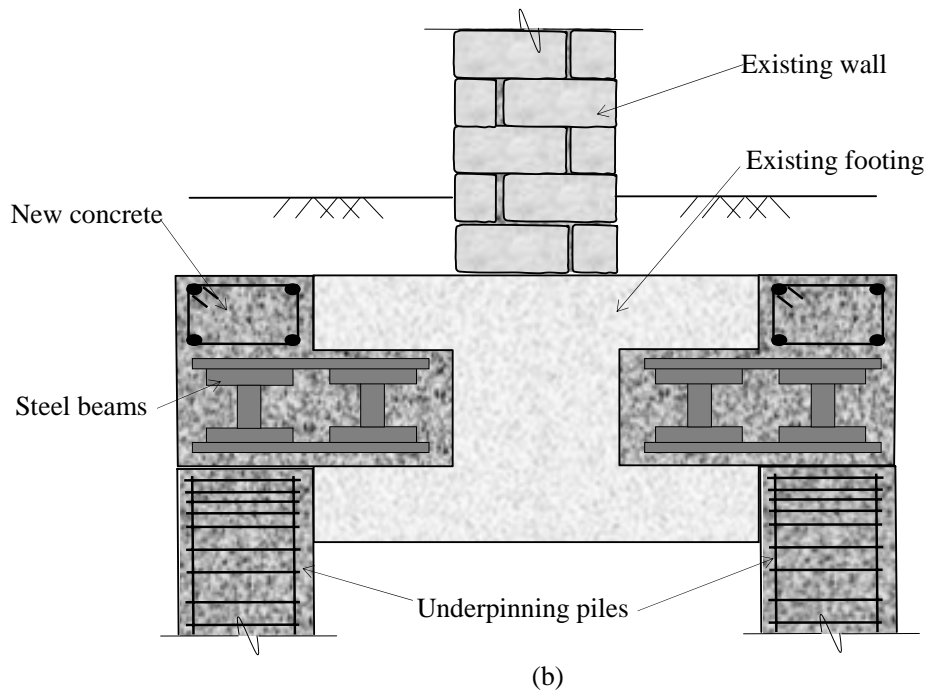 Existing wall
Existing footing
New concrete
Steel beams
Underpinning piles
(b)